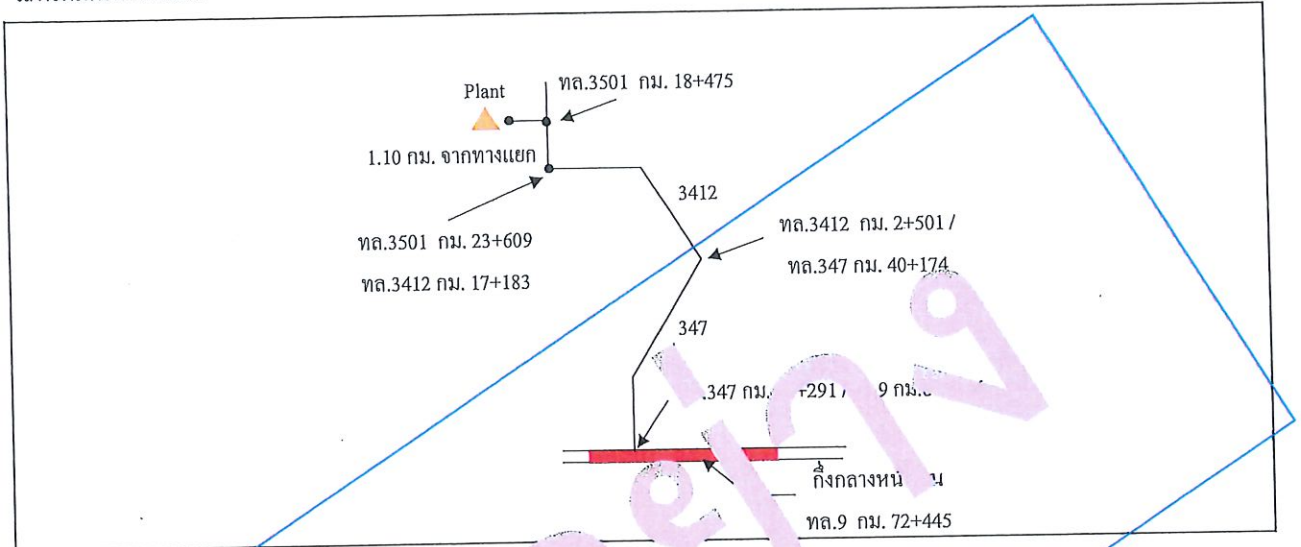 Plant
ทล.3501 กม. 18+475
1.10 กม. จากทางแยก
3412
ทล.3501 กม. 23+609
ทล.3412 กม. 17+183
ทล.3412 กม. 2+501 /
ทล.347 กม. 40+174
347
.347 กม. +291 / 9 กม.
กึ่งกลางหน้
ทล.9 กม. 72+445